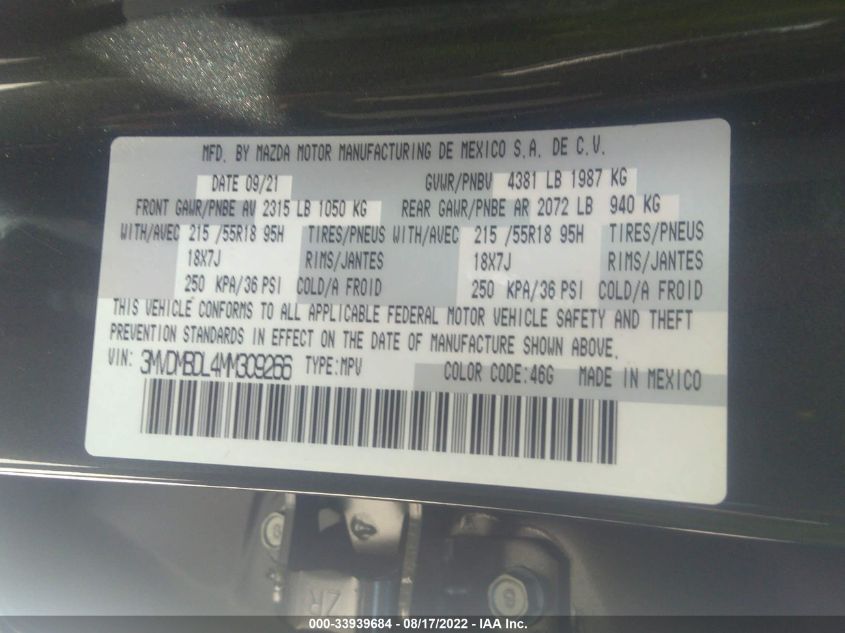 MFD. BY MAZDA MOTOR MANUFACTURING DE MEXICO S.A. DE C.V.
DATE 09/21 GVWR/PNBV 4381 LB 1987 KG
FRONT GAWR/PNBE AV 2315 LB 1050 KG REAR GAWR/PNBE AR 2072 LB 940 KG
WITH/AVEC 215 /55R18 95H TIRES/PNEUS WITH/AVEC 215 /55R18 95H TIRES/PNEUS
18X7J RIMS/JANTES 18X7J RIMS/JANTES
250 KPA/36 PSI COLD/A FROID 250 KPA/36 PSI COLD/A FROID
THIS VEHICLE CONFORMS TO ALL APPLICABLE FEDERAL MOTOR VEHICLE SAFETY AND THEFT
PREVENTION STANDARDS IN EFFECT ON THE DATE OF MANUFACTURE SHOWN ABOVE.
VIN: 3MVDMBDL4MM309266 TYPE:MPV COLOR CODE:46G MADE IN MEXICO
ZR
8
8
000-33939684 - 08/17/2022 - IAA, Inc.